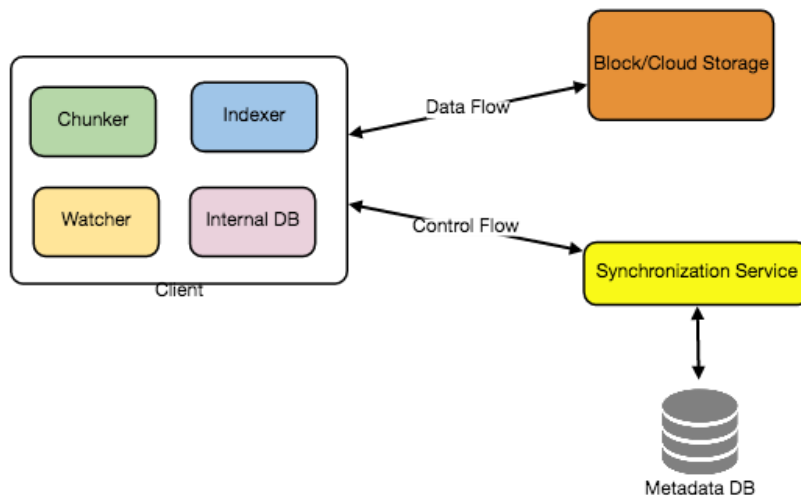 Block/Cloud Storage
Chunker
Indexer
Data Flow
Watcher
Internal DB
Control Flow
Client
Synchronization Service
Metadata DB